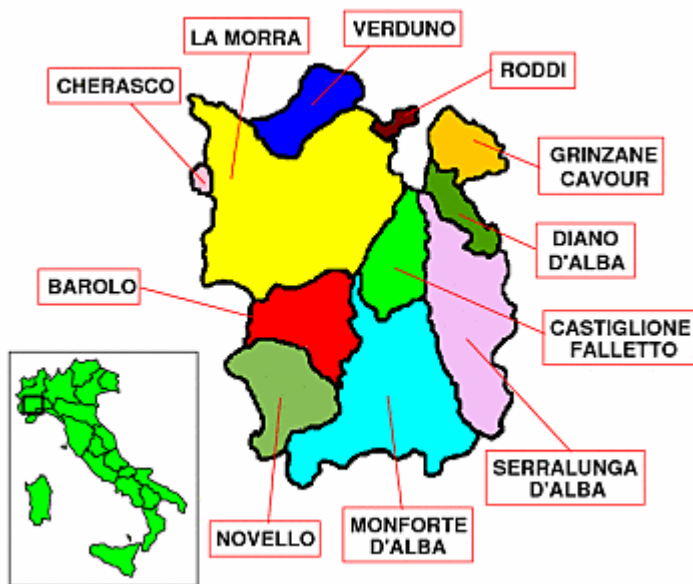 VERDUNO
LA MORRA
RODDI
CHERASCO
GRINZANE
CAVOUR
DIANO
D'ALBA
BAROLO
CASTIGLIONE
FALLETTO
SERRALUNGA
D'ALBA
NOVELLO
MONFORTE
D'ALBA